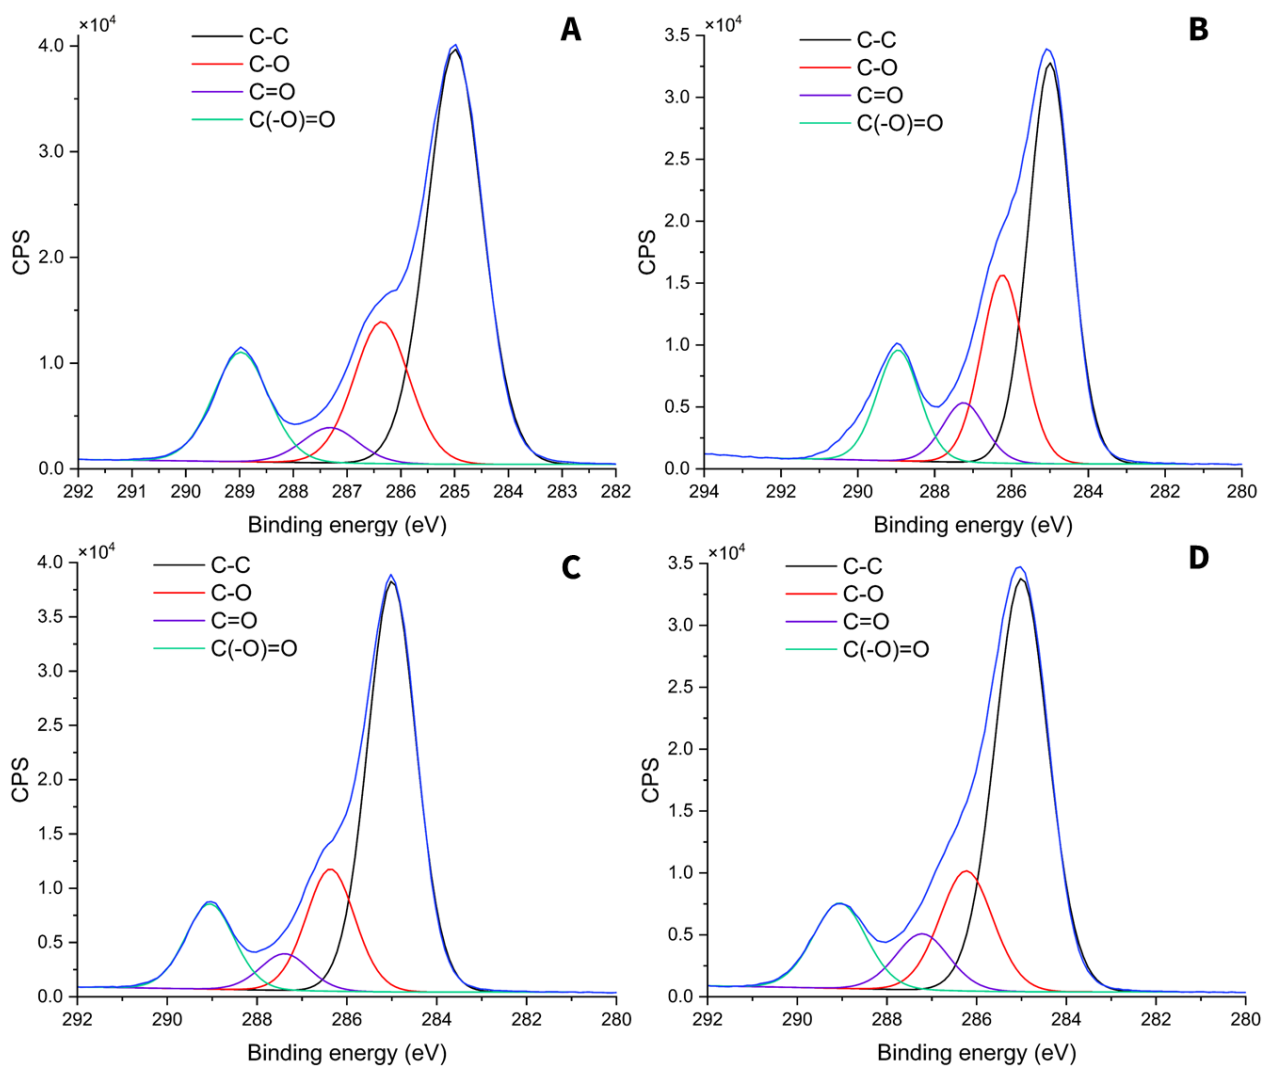 ×10⁴
A
C-C
C-O
C=O
C(-O)=O
4.0
3.0
2.0
1.0
0.0
CPS
292 291 290 289 288 287 286 285 284 283 282
Binding energy (eV)
×10⁴
B
C-C
C-O
C=O
C(-O)=O
3.5
3.0
2.5
2.0
1.5
1.0
0.5
0.0
CPS
294 292 290 288 286 284 282 280
Binding energy (eV)
×10⁴
C
C-C
C-O
C=O
C(-O)=O
4.0
3.5
3.0
2.5
2.0
1.5
1.0
0.5
0.0
CPS
292 290 288 286 284 282 280
Binding energy (eV)
×10⁴
D
C-C
C-O
C=O
C(-O)=O
3.5
3.0
2.5
2.0
1.5
1.0
0.5
0.0
CPS
292 290 288 286 284 282 280
Binding energy (eV)